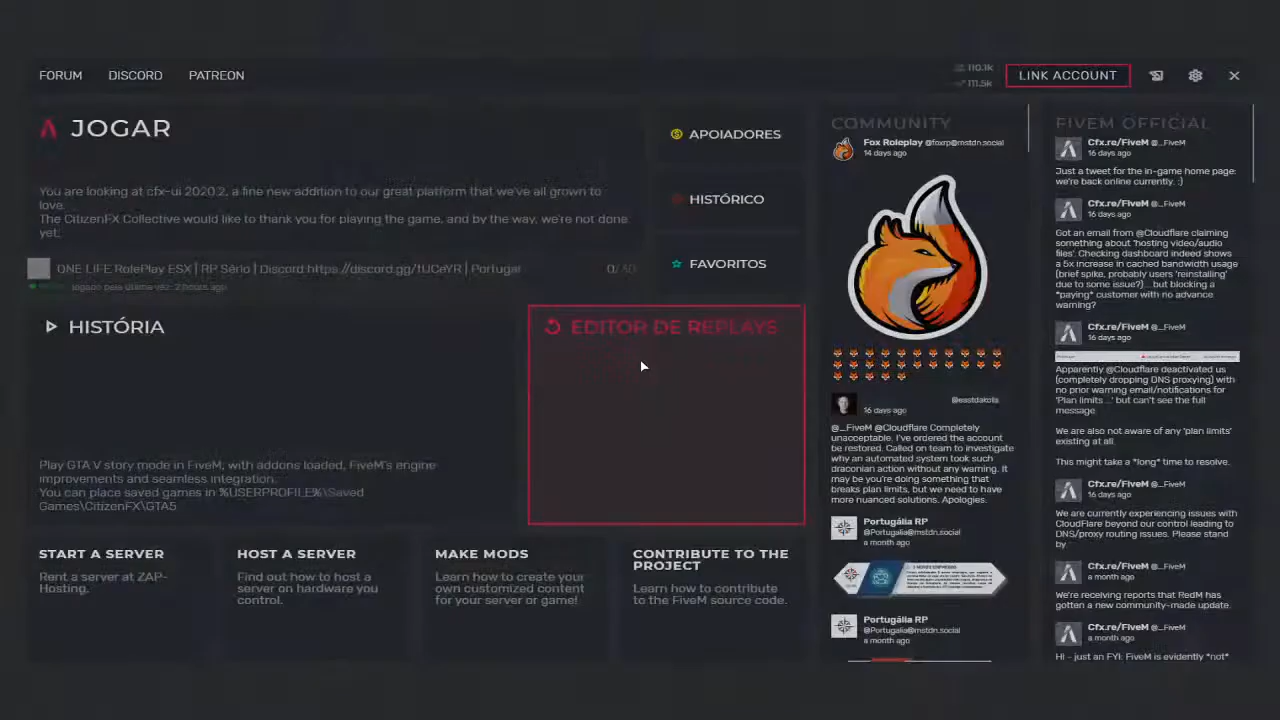 FORUM
DISCORD
PATREON
110.1k
111.5k
LINK ACCOUNT
JOGAR
You are looking at cfx-ui 2020.2, a fine new addition to our great platform that we've all grown to
love.
The CitizenFX Collective would like to thank you for playing the game, and by the way, we're not done
yet.
ONE LIFE RolePlay ESX | RP Sério | Discord https://discord.gg/tUCeYR | Portugal
Jogado pela última vez: 2 hours ago
APOIADORES
HISTÓRICO
FAVORITOS
HISTÓRIA
Play GTA V story mode in FiveM, with addons loaded, FiveM's engine
improvements and seamless integration.
You can place saved games in %USERPROFILE%\Saved
Games\CitizenFX\GTA5
EDITOR DE REPLAYS
START A SERVER
Rent a server at ZAP-
Hosting.
HOST A SERVER
Find out how to host a
server on hardware you
control.
MAKE MODS
Learn how to create your
own customized content
for your server or game!
CONTRIBUTE TO THE
PROJECT
Learn how to contribute
to the FiveM source code.
COMMUNITY
Fox Roleplay @foxrp@mstdn.social
14 days ago
@eastdakota
16 days ago
@_FiveM @Cloudflare Completely
unacceptable. I've ordered the account
be restored. Called on team to investigate
why an automated system took such
draconian action without any warning. It
may be you're doing something that
breaks plan limits, but we need to have
more nuanced solutions. Apologies.
Portugália RP
@Portugalia@mstdn.social
a month ago
Portugália RP
@Portugalia@mstdn.social
a month ago
FIVEM OFFICIAL
Cfx.re/FiveM @_FiveM
16 days ago
Just a tweet for the in-game home page:
we're back online currently. :)
Cfx.re/FiveM @_FiveM
16 days ago
Got an email from @Cloudflare claiming
something about 'hosting video/audio
files'. Checking dashboard indeed shows
a 5x increase in cached bandwidth usage
(brief spike, probably users 'reinstalling'
due to some issue?)... but blocking a
*paying* customer with no advance
warning?
Cfx.re/FiveM @_FiveM
16 days ago
Apparently @Cloudflare deactivated us
(completely dropping DNS proxying) with
no prior warning email/notifications for
'Plan limits ...' but can't see the full
message.
We are also not aware of any 'plan limits'
existing at all.
This might take a *long* time to resolve.
Cfx.re/FiveM @_FiveM
16 days ago
We are currently experiencing issues with
CloudFlare beyond our control leading to
DNS/proxy routing issues. Please stand
by
Cfx.re/FiveM @_FiveM
a month ago
We're receiving reports that RedM has
gotten a new community-made update.
Cfx.re/FiveM @_FiveM
a month ago
Hi - just an FYI: FiveM is evidently *not*